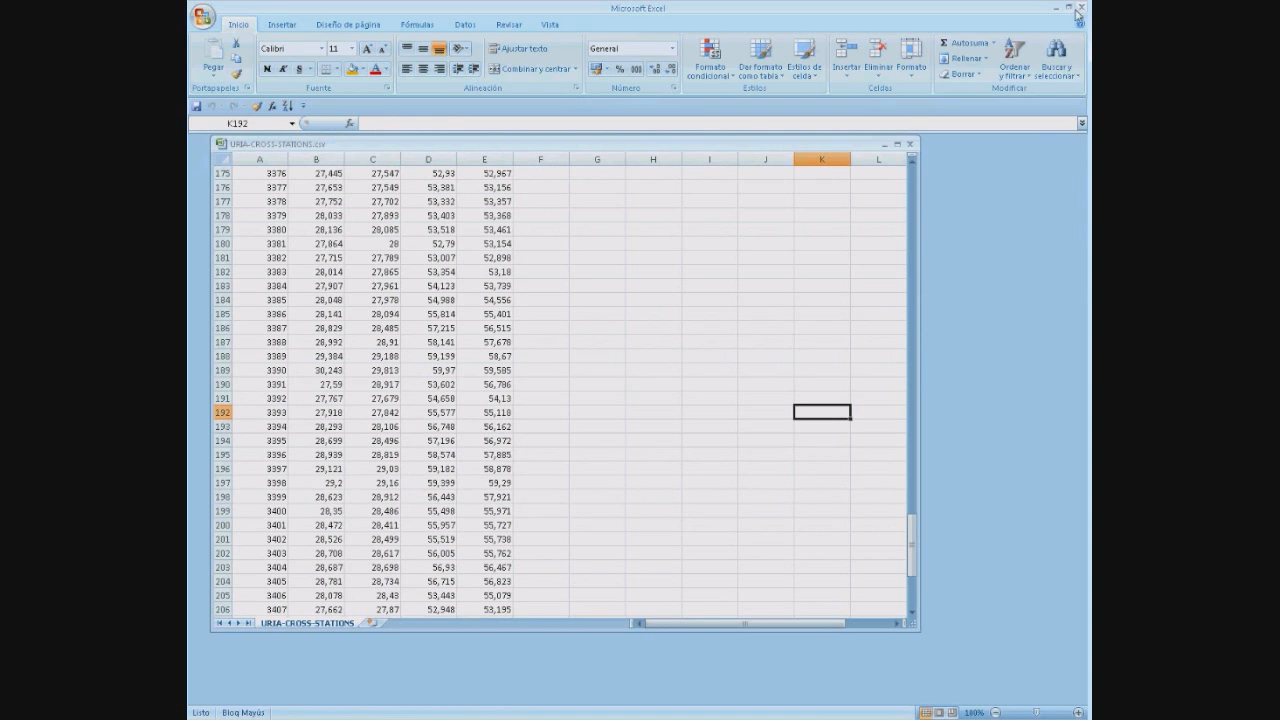 Microsoft Excel
Inicio Insertar Diseño de página Fórmulas Datos Revisar Vista
Pegar Calibri 11 Ajustar texto General Formato condicional Dar formato como tabla Estilos de celda Insertar Eliminar Formato Autosuma Rellenar Borrar Ordenar y filtrar Buscar y seleccionar
N K S Combinar y centrar % 000
Portapapeles Fuente Alineación Número Estilos Celdas Modificar
K192
URIA-CROSS-STATIONS.csv
A B C D E F G H I J K L
175 3376 27,445 27,547 52,93 52,967
176 3377 27,653 27,549 53,381 53,156
177 3378 27,752 27,702 53,332 53,357
178 3379 28,033 27,893 53,403 53,368
179 3380 28,136 28,085 53,518 53,461
180 3381 27,864 28 52,79 53,154
181 3382 27,715 27,789 53,007 52,898
182 3383 28,014 27,865 53,354 53,18
183 3384 27,907 27,961 54,123 53,739
184 3385 28,048 27,978 54,988 54,556
185 3386 28,141 28,094 55,814 55,401
186 3387 28,829 28,485 57,215 56,515
187 3388 28,992 28,91 58,141 57,678
188 3389 29,384 29,188 59,199 58,67
189 3390 30,243 29,813 59,97 59,585
190 3391 27,59 28,917 53,602 56,786
191 3392 27,767 27,679 54,658 54,13
192 3393 27,918 27,842 55,577 55,118
193 3394 28,293 28,106 56,748 56,162
194 3395 28,699 28,496 57,196 56,972
195 3396 28,939 28,819 58,574 57,885
196 3397 29,121 29,03 59,182 58,878
197 3398 29,2 29,16 59,399 59,29
198 3399 28,623 28,912 56,443 57,921
199 3400 28,35 28,486 55,498 55,971
200 3401 28,472 28,411 55,957 55,727
201 3402 28,526 28,499 55,519 55,738
202 3403 28,708 28,617 56,005 55,762
203 3404 28,687 28,698 56,93 56,467
204 3405 28,781 28,734 56,715 56,823
205 3406 28,078 28,43 53,443 55,079
206 3407 27,662 27,87 52,948 53,195
URIA-CROSS-STATIONS
Listo Bloq Mayús 100%